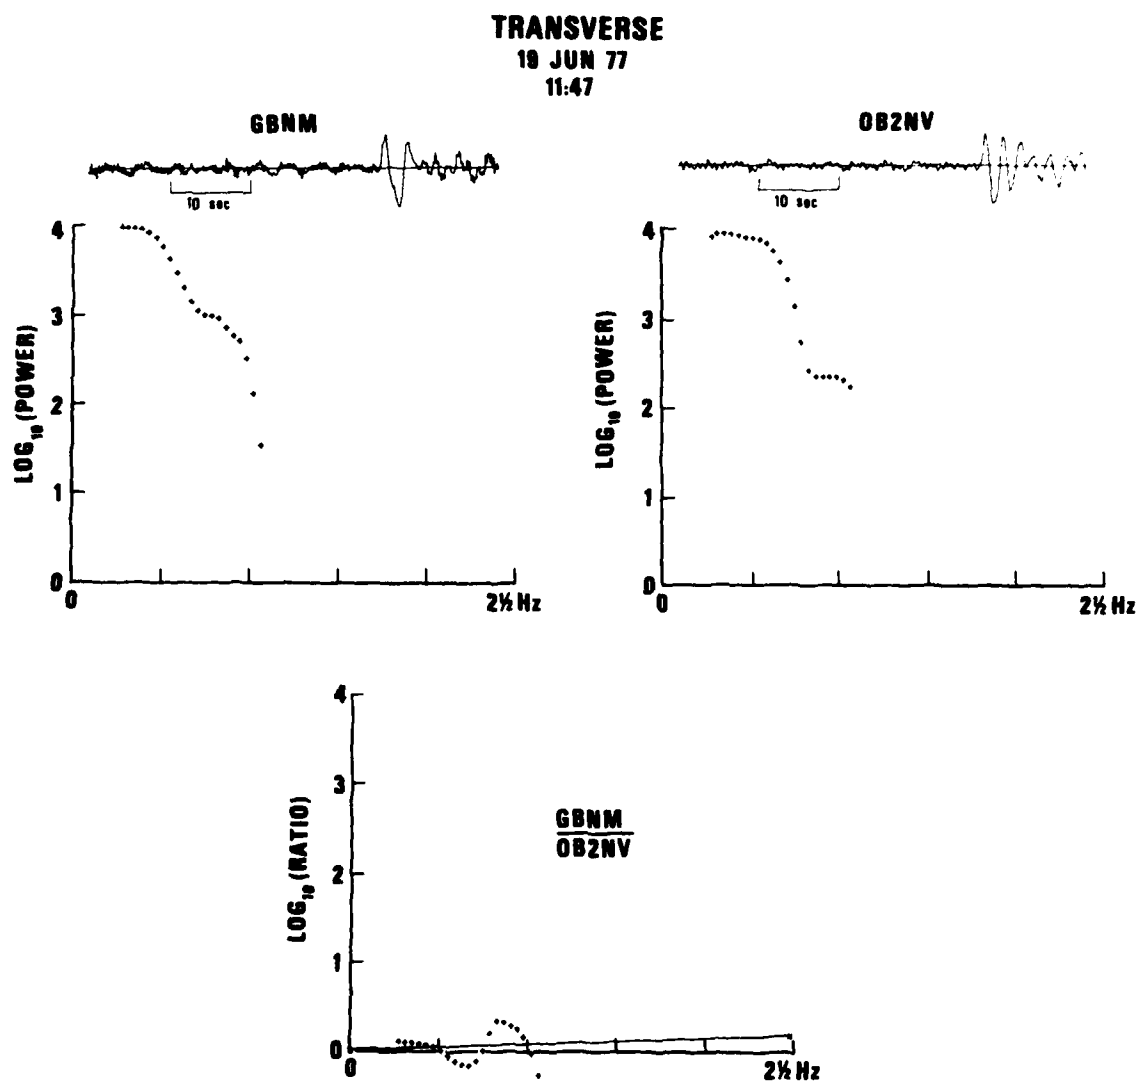 TRANSVERSE
19 JUN 77
11:47
GBNM
OB2NV
10 sec
10 sec
4
3
2
1
0
LOG10 (POWER)
0
2½ Hz
4
3
2
1
0
LOG10 (POWER)
0
2½ Hz
4
3
2
1
0
LOG10 (RATIO)
GBNM
OB2NV
0
2½ Hz